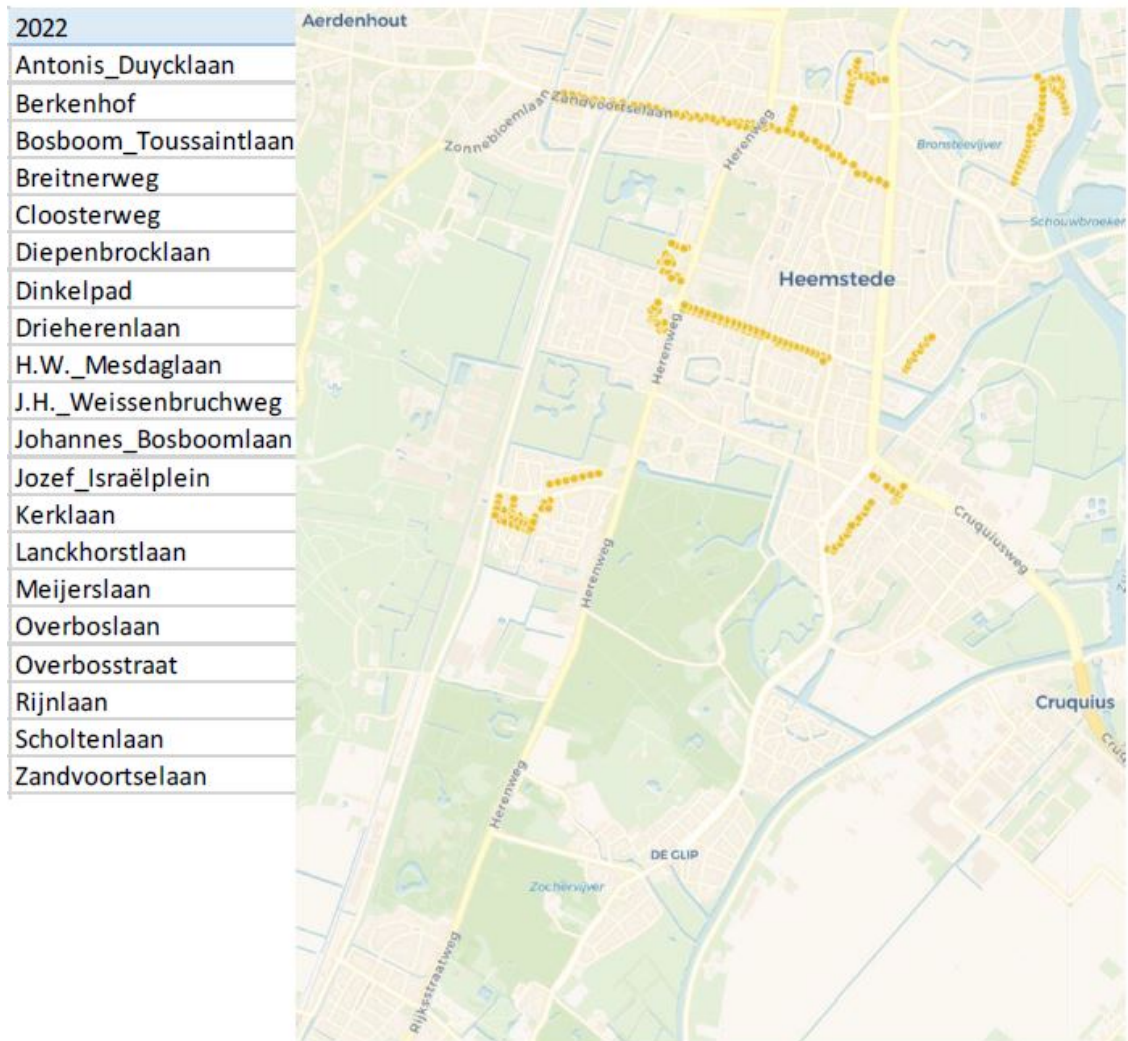 2022
Antonis_Duycklaan
Berkenhof
Bosboom_Toussaintlaan
Breitnerweg
Cloosterweg
Diepenbrocklaan
Dinkelpad
Drieherenlaan
H.W._Mesdaglaan
J.H._Weissenbruchweg
Johannes_Bosboomlaan
Jozef_Israëlplein
Kerklaan
Lanckhorstlaan
Meijerslaan
Overboslaan
Overbosstraat
Rijnlaan
Scholtenlaan
Zandvoortselaan
Aerdenhout
Zandvoortselaan
Zonnebloemlaan
Herenweg
Bronsteevijver
Schouwbroeker
Heemstede
Herenweg
Cruquiusweg
Herenweg
Cruquius
Herenweg
DE GLIP
Zochervijver
Rijksstraatweg